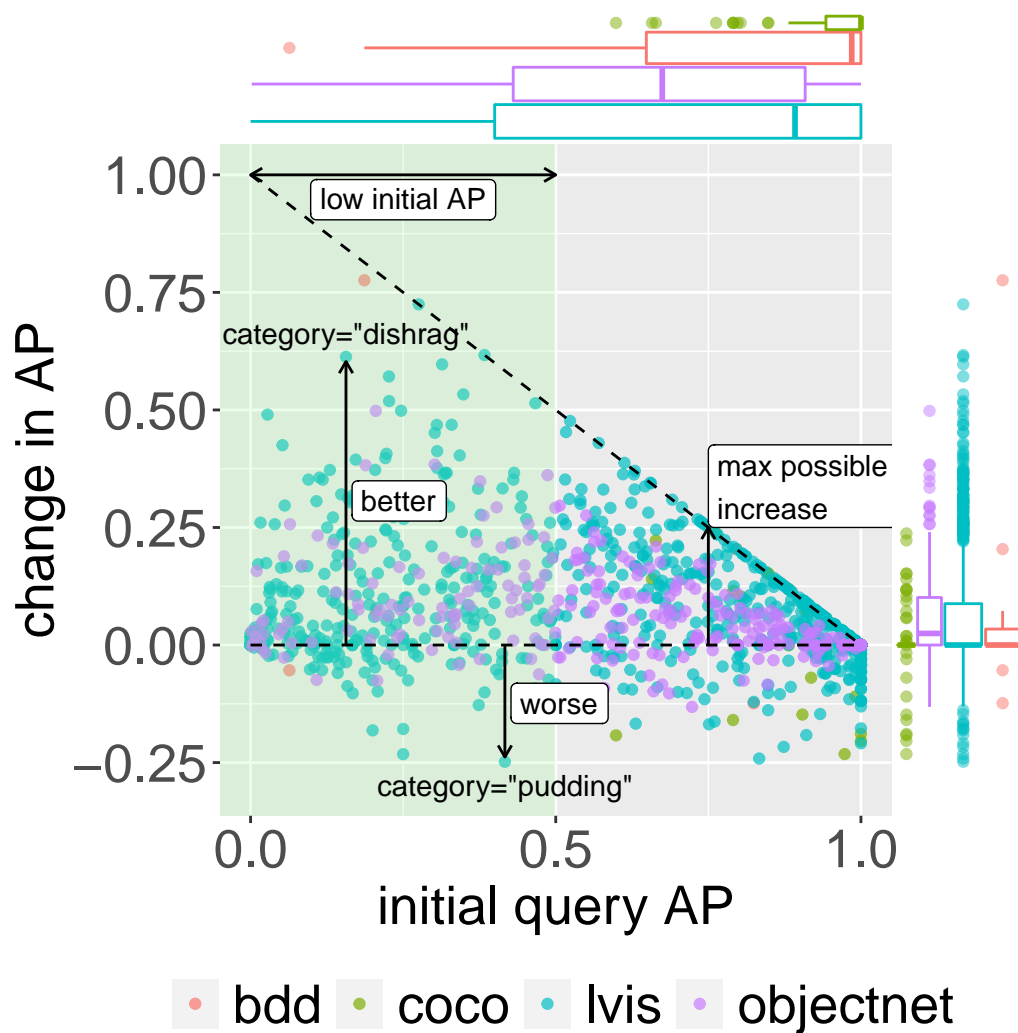 1.00
low initial AP
0.75
category="dishrag"
0.50
max possible
increase
better
0.25
change in AP
0.00
worse
−0.25
category="pudding"
0.0 0.5 1.0
initial query AP
bdd coco lvis objectnet